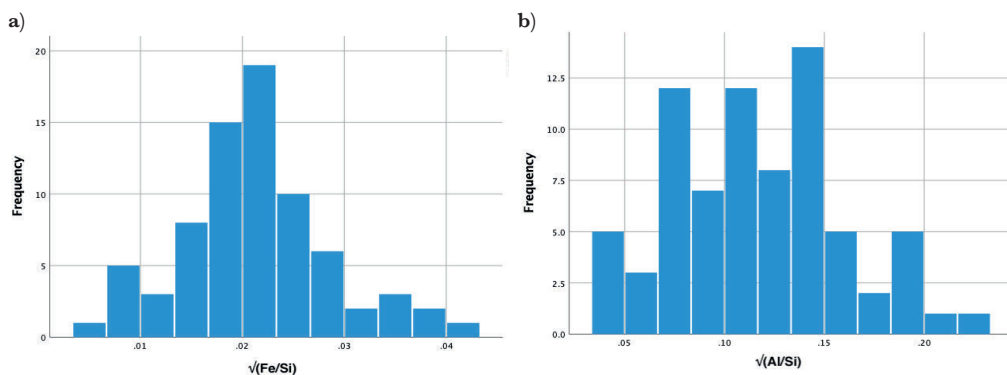 a)
20
15
10
5
0
Frequency
.01 .02 .03 .04
√(Fe/Si)
b)
12.5
10.0
7.5
5.0
2.5
0.0
Frequency
.05 .10 .15 .20
√(Al/Si)